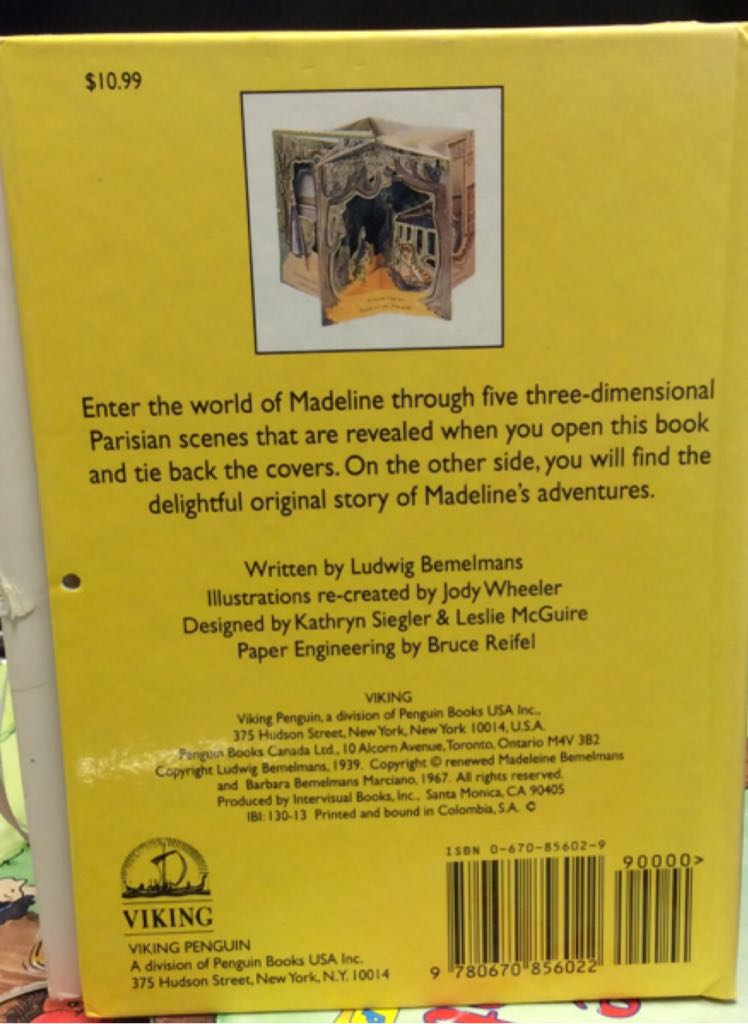 $10.99
Enter the world of Madeline through five three-dimensional
Parisian scenes that are revealed when you open this book
and tie back the covers. On the other side, you will find the
delightful original story of Madeline's adventures.
Written by Ludwig Bemelmans
Illustrations re-created by Jody Wheeler
Designed by Kathryn Siegler & Leslie McGuire
Paper Engineering by Bruce Reifel
VIKING
Viking Penguin, a division of Penguin Books USA Inc.,
375 Hudson Street, New York, New York 10014, U.S.A.
Penguin Books Canada Ltd., 10 Alcorn Avenue, Toronto, Ontario M4V 3B2
Copyright Ludwig Bemelmans, 1939. Copyright © renewed Madeleine Bemelmans
and Barbara Bemelmans Marciano, 1967. All rights reserved.
Produced by Intervisual Books, Inc., Santa Monica, CA 90405
IBI: 130-13 Printed and bound in Colombia, S.A. C
ISBN 0-670-85602-9
90000>
9 780670 856022
VIKING
VIKING PENGUIN
A division of Penguin Books USA Inc.
375 Hudson Street, New York, N.Y. 10014